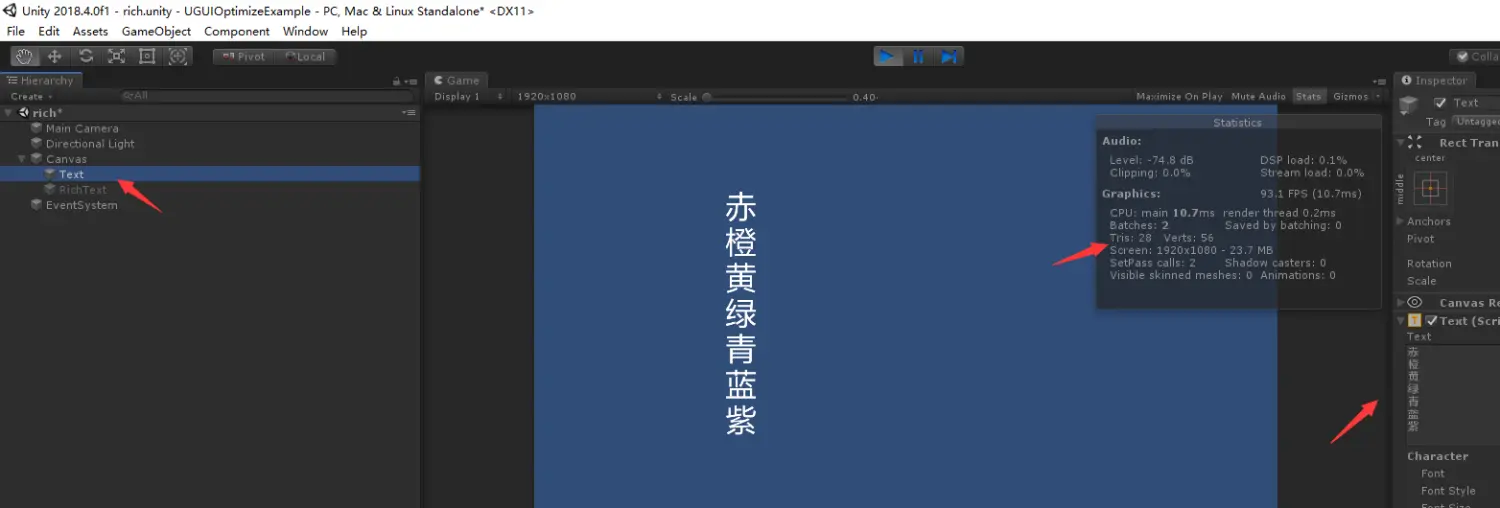 Unity 2018.4.0f1 - rich.unity - UGUIOptimizeExample - PC, Mac & Linux Standalone* <DX11>
File Edit Assets GameObject Component Window Help
Pivot Local Colla
Hierarchy
Create All
rich*
Main Camera
Directional Light
Canvas
Text
RichText
EventSystem
Game
Display 1 1920x1080 Scale 0.40 Maximize On Play Mute Audio Stats Gizmos
赤
橙
黄
绿
青
蓝
紫
Statistics
Audio:
Level: -74.8 dB DSP load: 0.1%
Clipping: 0.0% Stream load: 0.0%
Graphics: 93.1 FPS (10.7ms)
CPU: main 10.7ms render thread 0.2ms
Batches: 2 Saved by batching: 0
Tris: 28 Verts: 56
Screen: 1920x1080 - 23.7 MB
SetPass calls: 2 Shadow casters: 0
Visible skinned meshes: 0 Animations: 0
Inspector
Text
Tag Untagged
Rect Tran
center
middle
Anchors
Pivot
Rotation
Scale
Canvas Re
Text (Scri
Text
赤
橙
黄
绿
青
蓝
紫
Character
Font
Font Style
Font Size